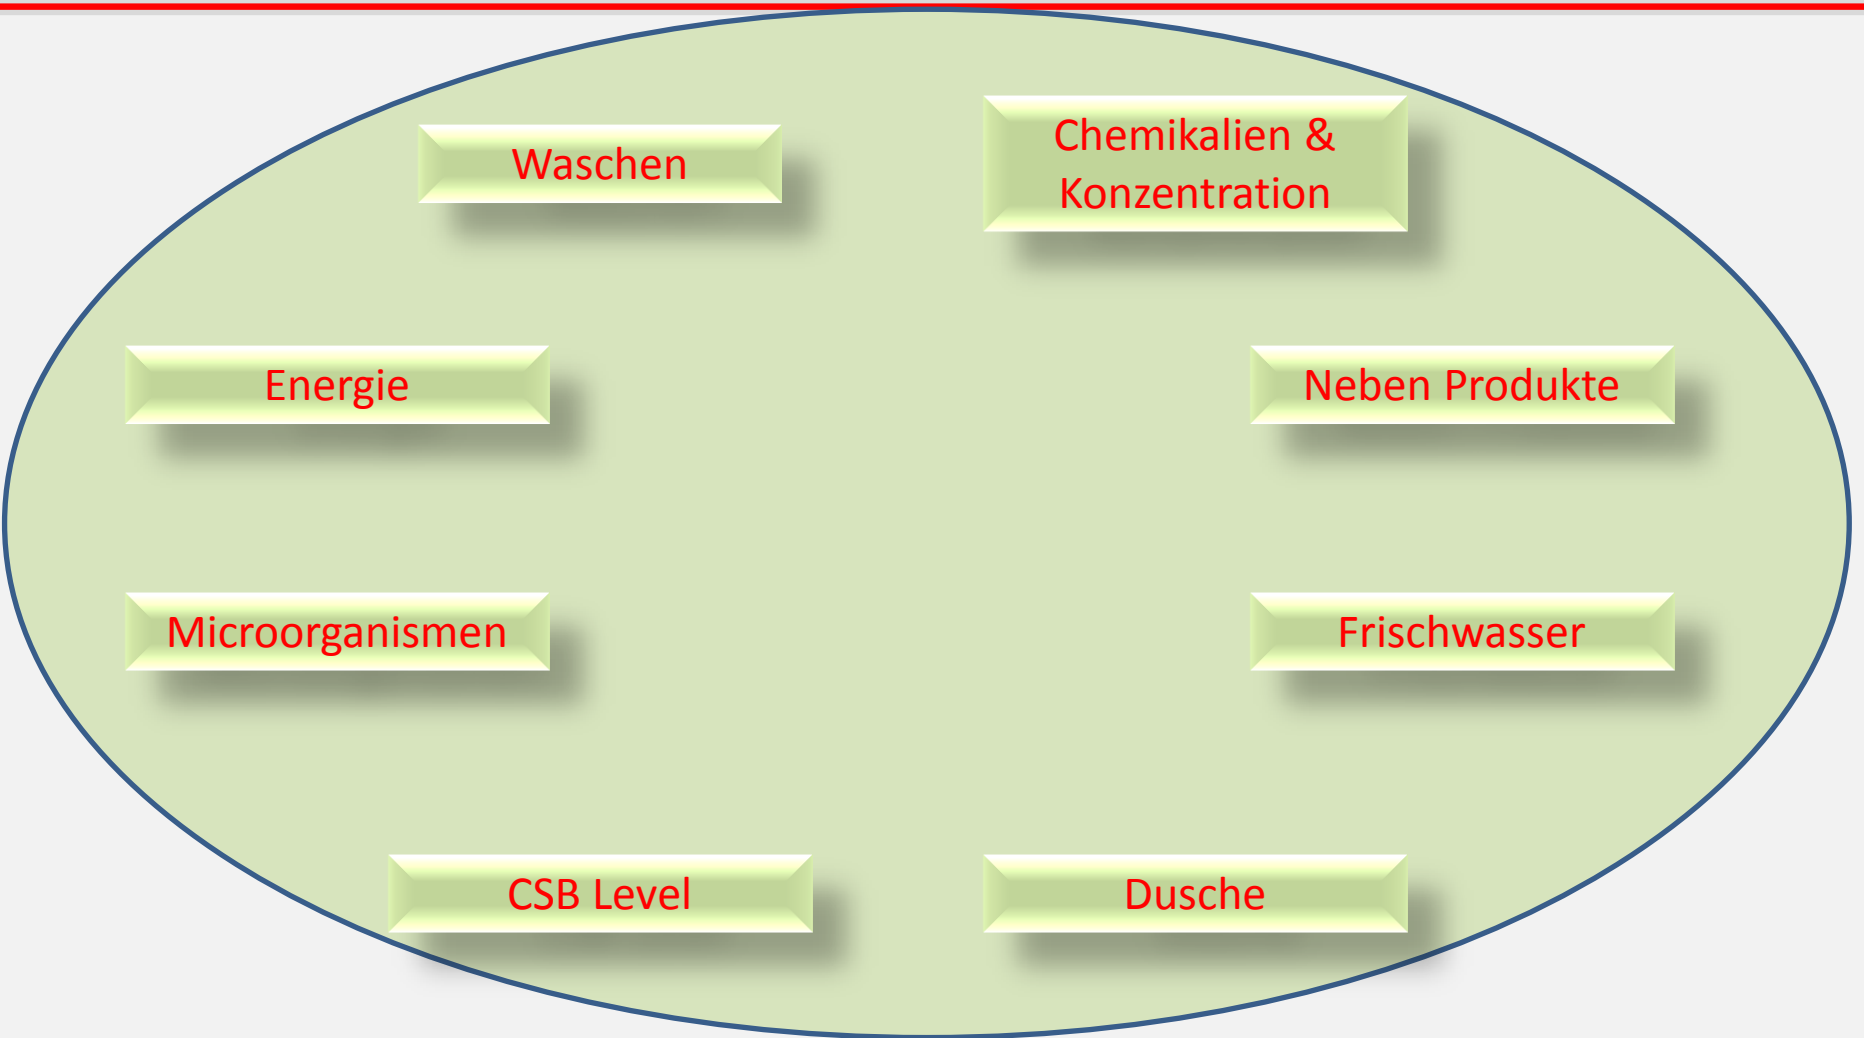 Waschen
Chemikalien &
Konzentration
Energie
Neben Produkte
Microorganismen
Frischwasser
CSB Level
Dusche